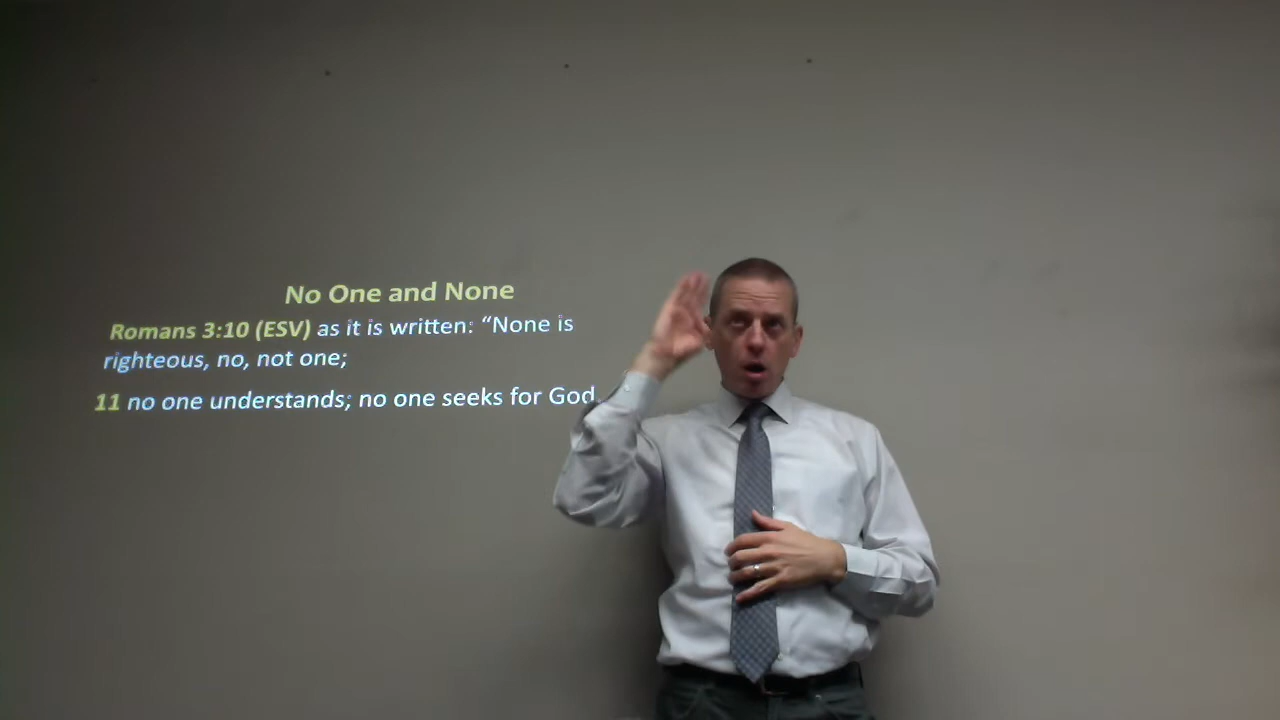 No One and None
Romans 3:10 (ESV) as it is written: “None is
righteous, no, not one;
11 no one understands; no one seeks for God.